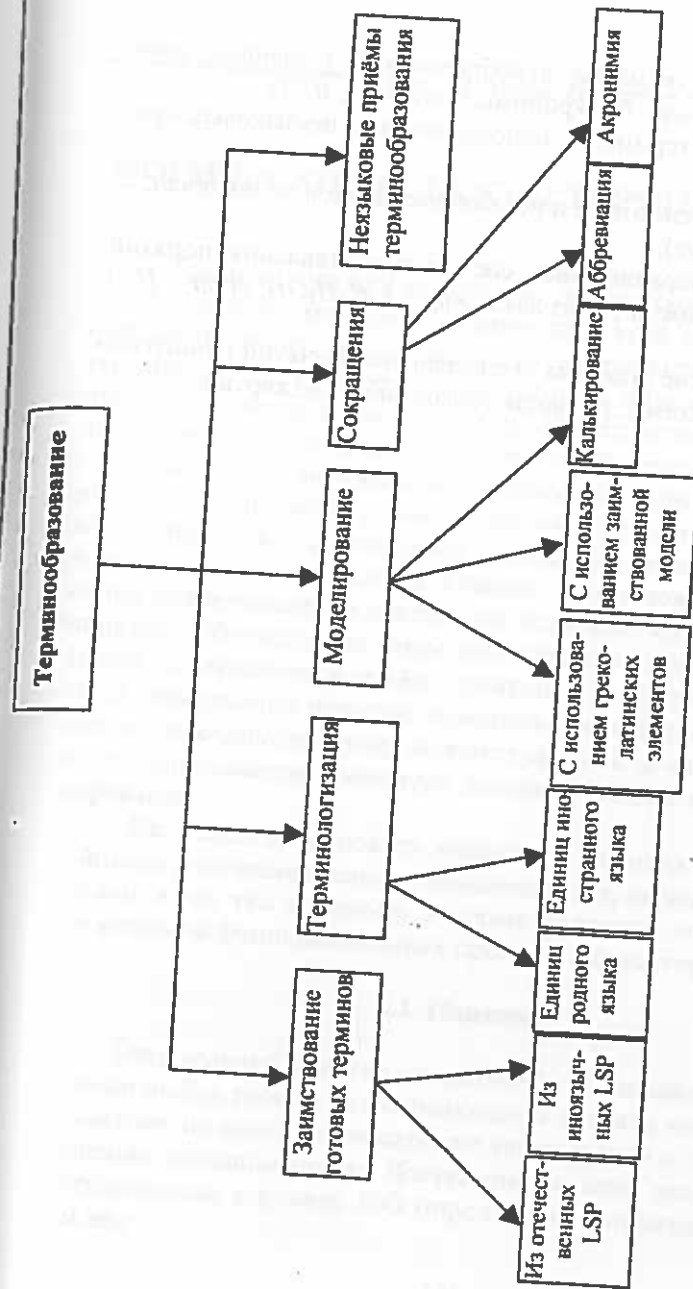 Терминообразование
Заимствование
готовых терминов
Терминологизация
Моделирование
Сокращения
Неязыковые приёмы
терминообразования
Из отечест-
венных
LSP
Из
иноязыч-
ных LSP
Единиц
родного
языка
Единиц ино-
странного
языка
С использова-
нием греко-
латинских
элементов
С использо-
ванием заим-
ствованной
модели
Калькирование
Аббревиация
Акронимия